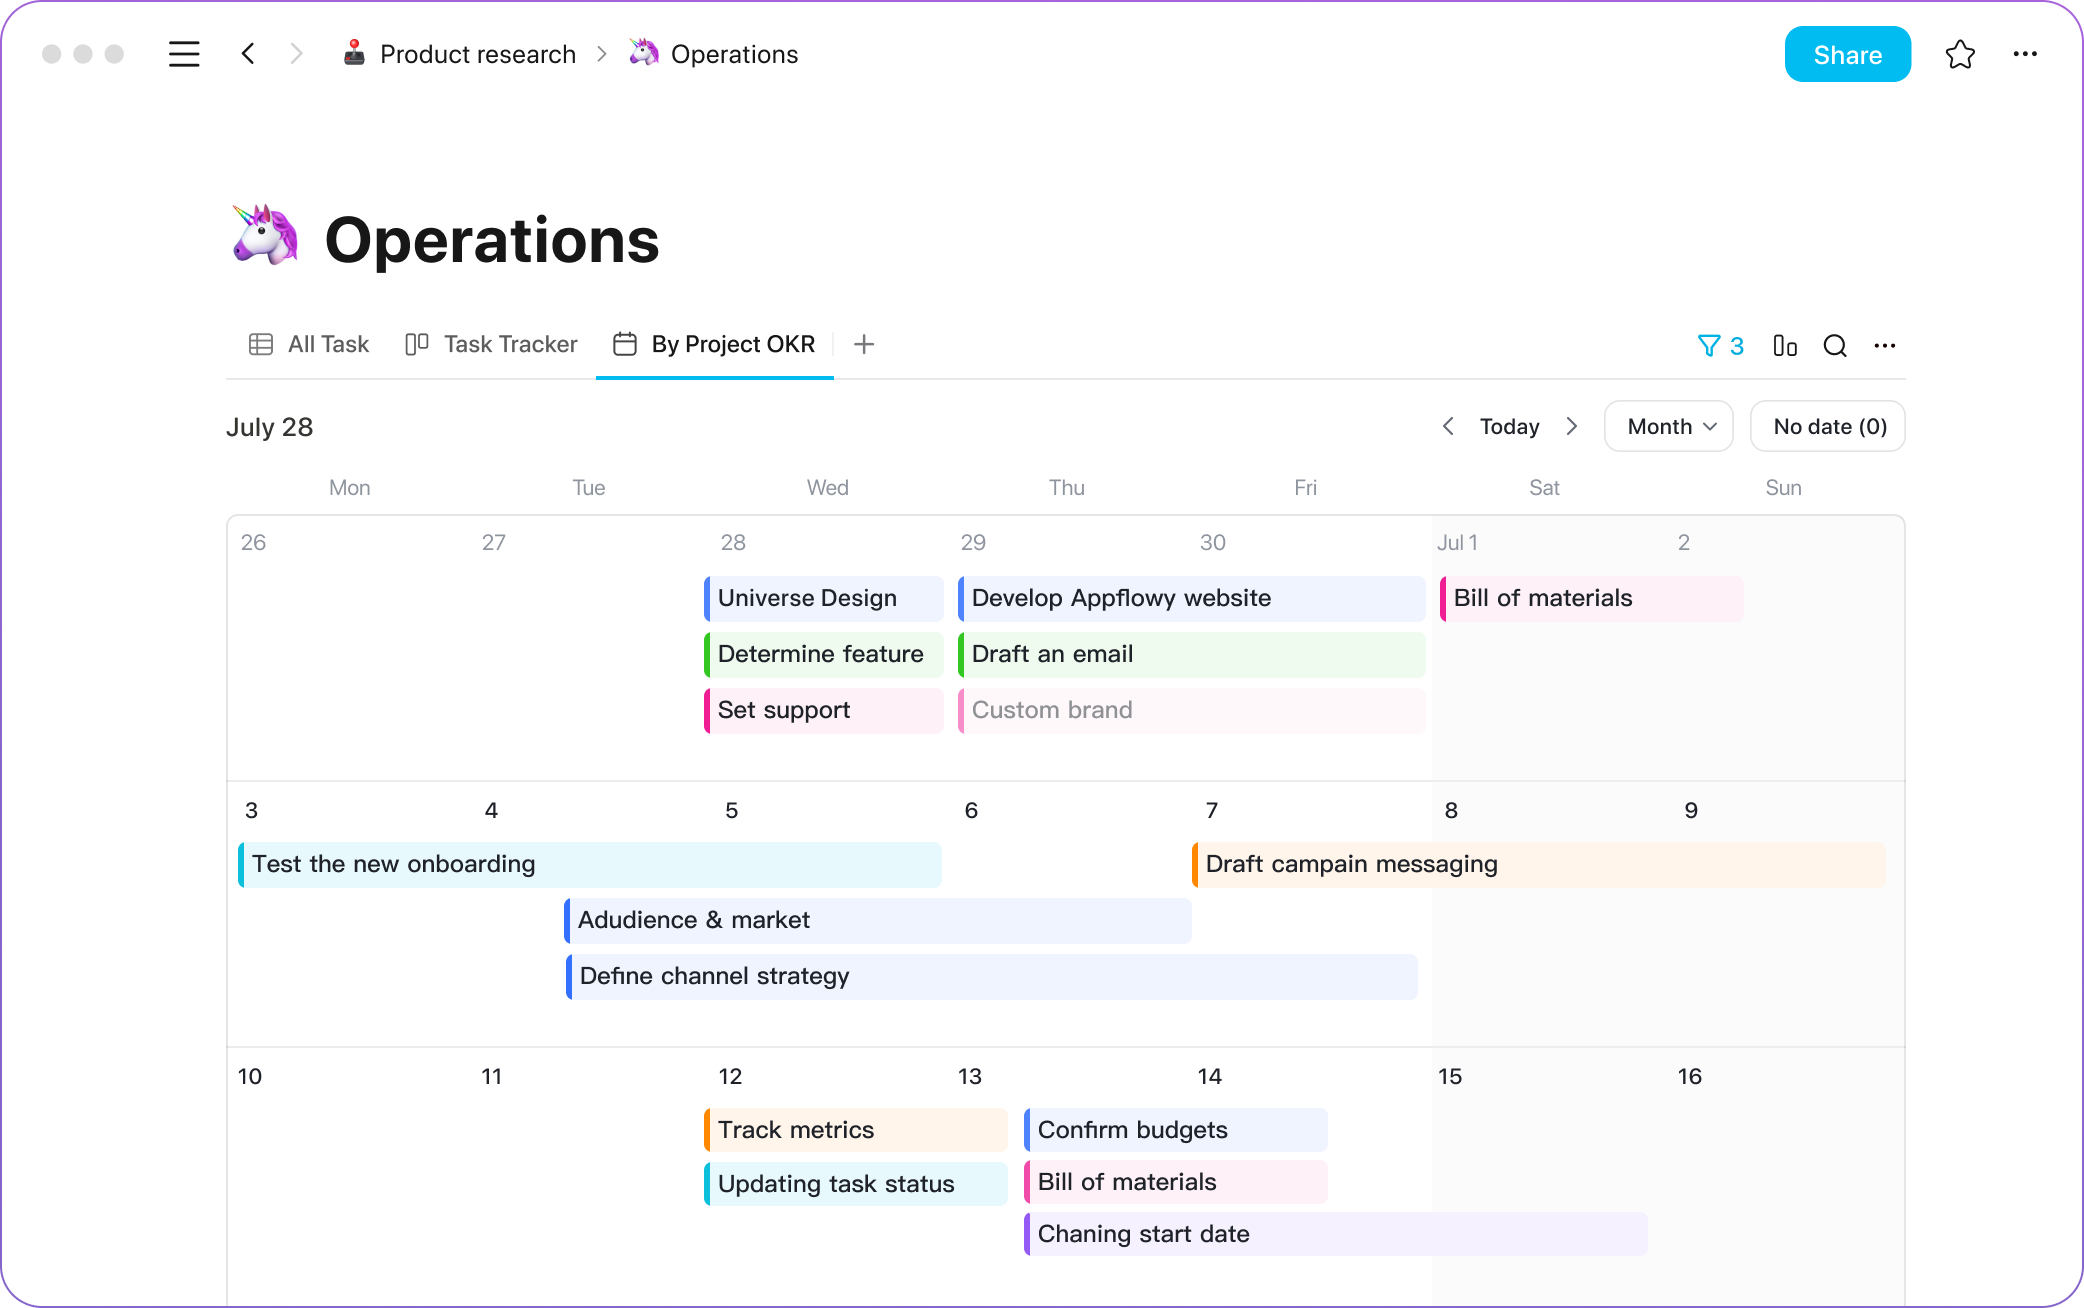 Product research > Operations
Share
Operations
All Task Task Tracker By Project OKR +
3
July 28
Today Month No date (0)
Mon Tue Wed Thu Fri Sat Sun
26 27 28 29 30 Jul 1 2
Universe Design Develop Appflowy website Bill of materials
Determine feature Draft an email
Set support Custom brand
3 4 5 6 7 8 9
Test the new onboarding Draft campain messaging
Adudience & market
Define channel strategy
10 11 12 13 14 15 16
Track metrics Confirm budgets
Updating task status Bill of materials
Chaning start date